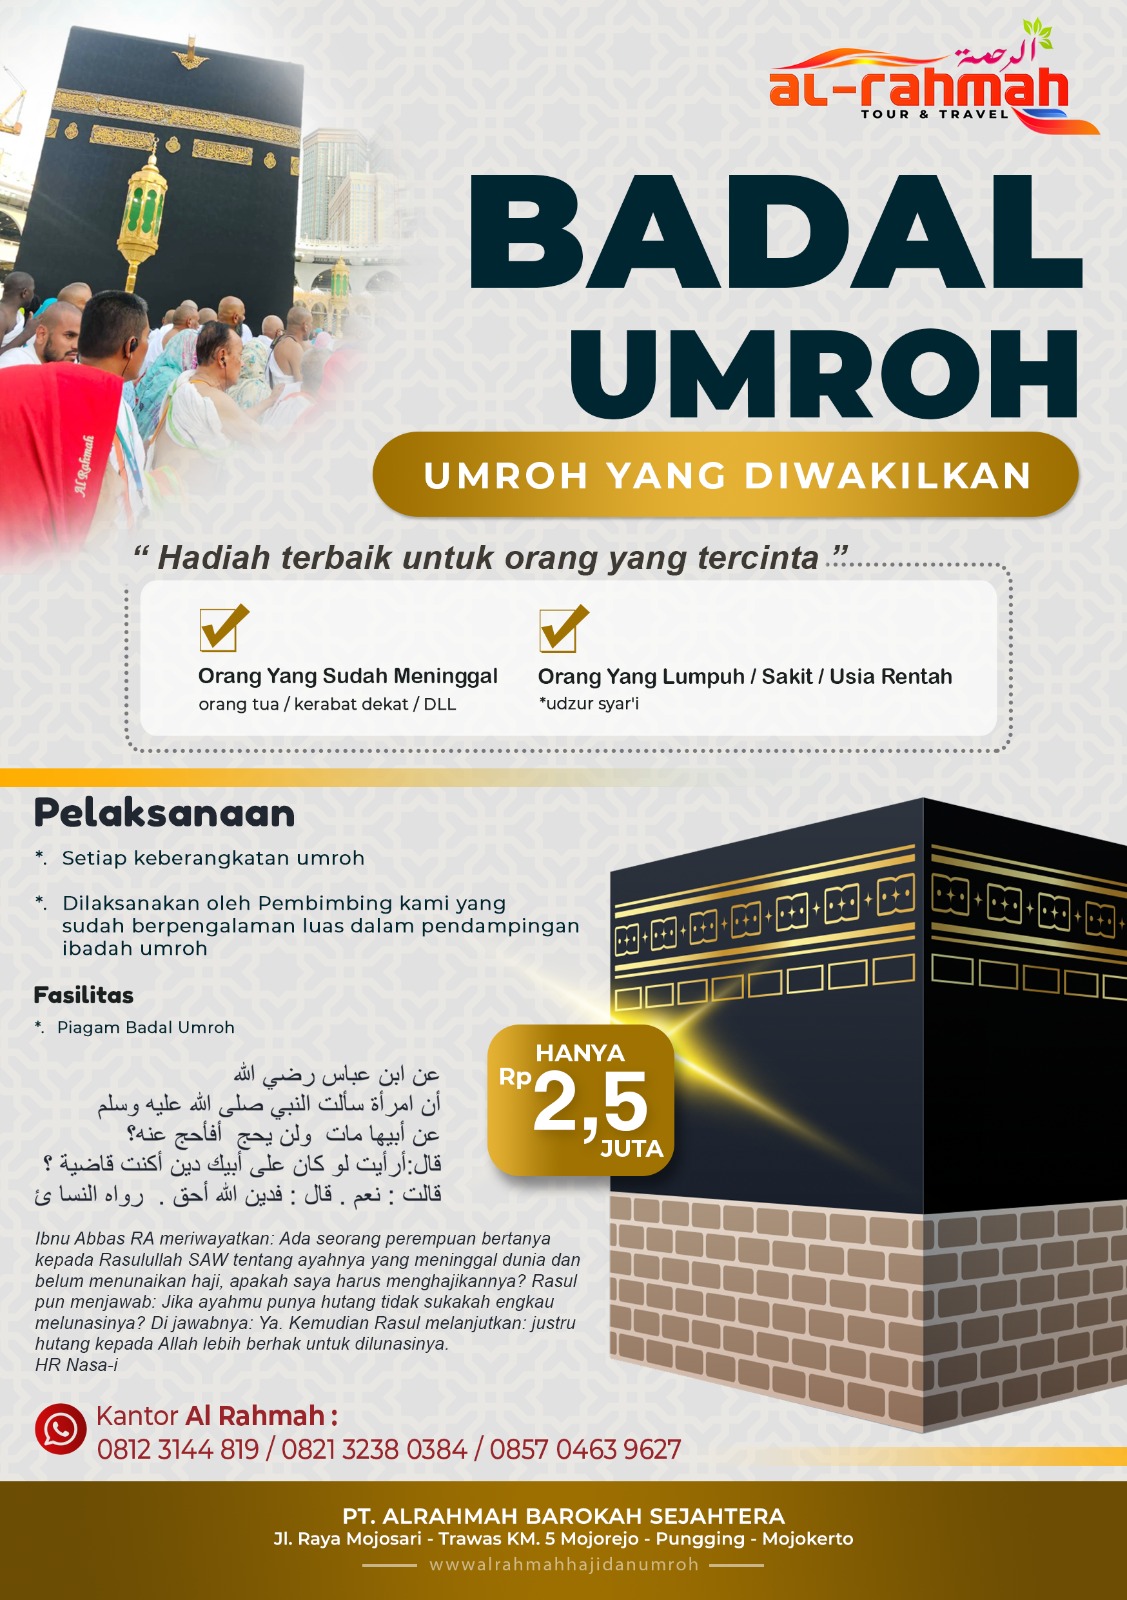 الرحمة
al-rahmah
TOUR & TRAVEL
BADAL
UMROH
UMROH YANG DIWAKILKAN
Al Rahmah
“ Hadiah terbaik untuk orang yang tercinta ”
Orang Yang Sudah Meninggal
orang tua / kerabat dekat / DLL
Orang Yang Lumpuh / Sakit / Usia Rentah
*udzur syar'i
Pelaksanaan
*. Setiap keberangkatan umroh
*. Dilaksanakan oleh Pembimbing kami yang
sudah berpengalaman luas dalam pendampingan
ibadah umroh
Fasilitas
*. Piagam Badal Umroh
عن ابن عباس رضي الله
أن امرأة سألت النبي صلى الله عليه وسلم
عن أبيها مات ولن يحج أفأحج عنه؟
قال:أرأيت لو كان على أبيك دين أكنت قاضية ؟
قالت : نعم . قال : فدين الله أحق . رواه النسا ئ
HANYA
Rp 2,5
JUTA
Ibnu Abbas RA meriwayatkan: Ada seorang perempuan bertanya
kepada Rasulullah SAW tentang ayahnya yang meninggal dunia dan
belum menunaikan haji, apakah saya harus menghajikannya? Rasul
pun menjawab: Jika ayahmu punya hutang tidak sukakah engkau
melunasinya? Di jawabnya: Ya. Kemudian Rasul melanjutkan: justru
hutang kepada Allah lebih berhak untuk dilunasinya.
HR Nasa-i
Kantor Al Rahmah :
0812 3144 819 / 0821 3238 0384 / 0857 0463 9627
PT. ALRAHMAH BAROKAH SEJAHTERA
Jl. Raya Mojosari - Trawas KM. 5 Mojorejo - Pungging - Mojokerto
wwwalrahmahhajidanumroh